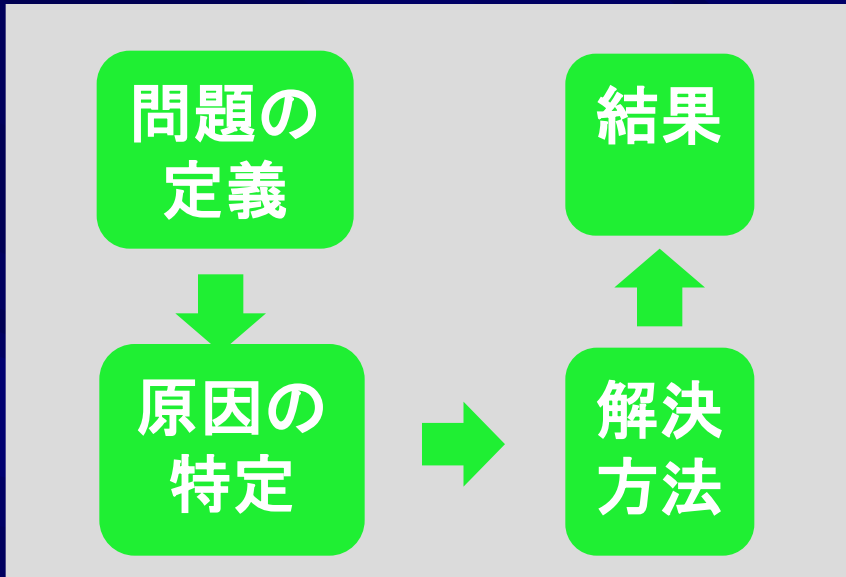 問題の
定義
原因の
特定
解決
方法
結果